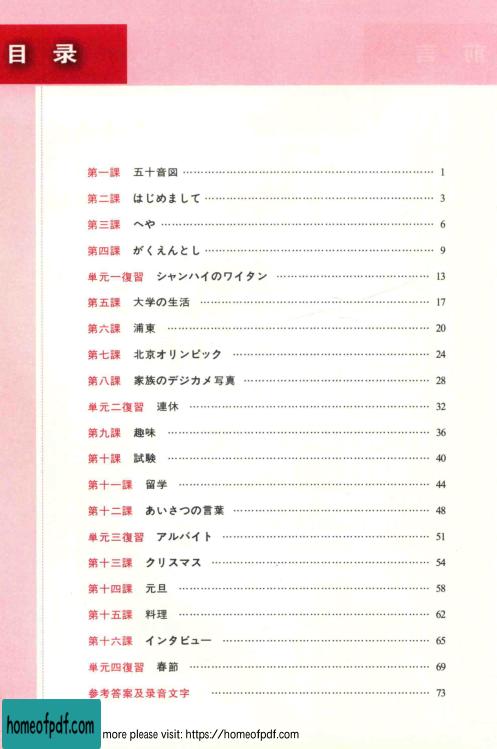 目 录
前 言
第一課 五十音図 …… 1
第二課 はじめまして …… 3
第三課 へや …… 6
第四課 がくえんとし …… 9
単元一復習 シャンハイのワイタン …… 13
第五課 大学の生活 …… 17
第六課 浦東 …… 20
第七課 北京オリンピック …… 24
第八課 家族のデジカメ写真 …… 28
単元二復習 連休 …… 32
第九課 趣味 …… 36
第十課 試験 …… 40
第十一課 留学 …… 44
第十二課 あいさつの言葉 …… 48
単元三復習 アルバイト …… 51
第十三課 クリスマス …… 54
第十四課 元旦 …… 58
第十五課 料理 …… 62
第十六課 インタビュー …… 65
単元四復習 春節 …… 69
参考答案及录音文字 …… 73
homeofpdf.com
more please visit: https://homeofpdf.com